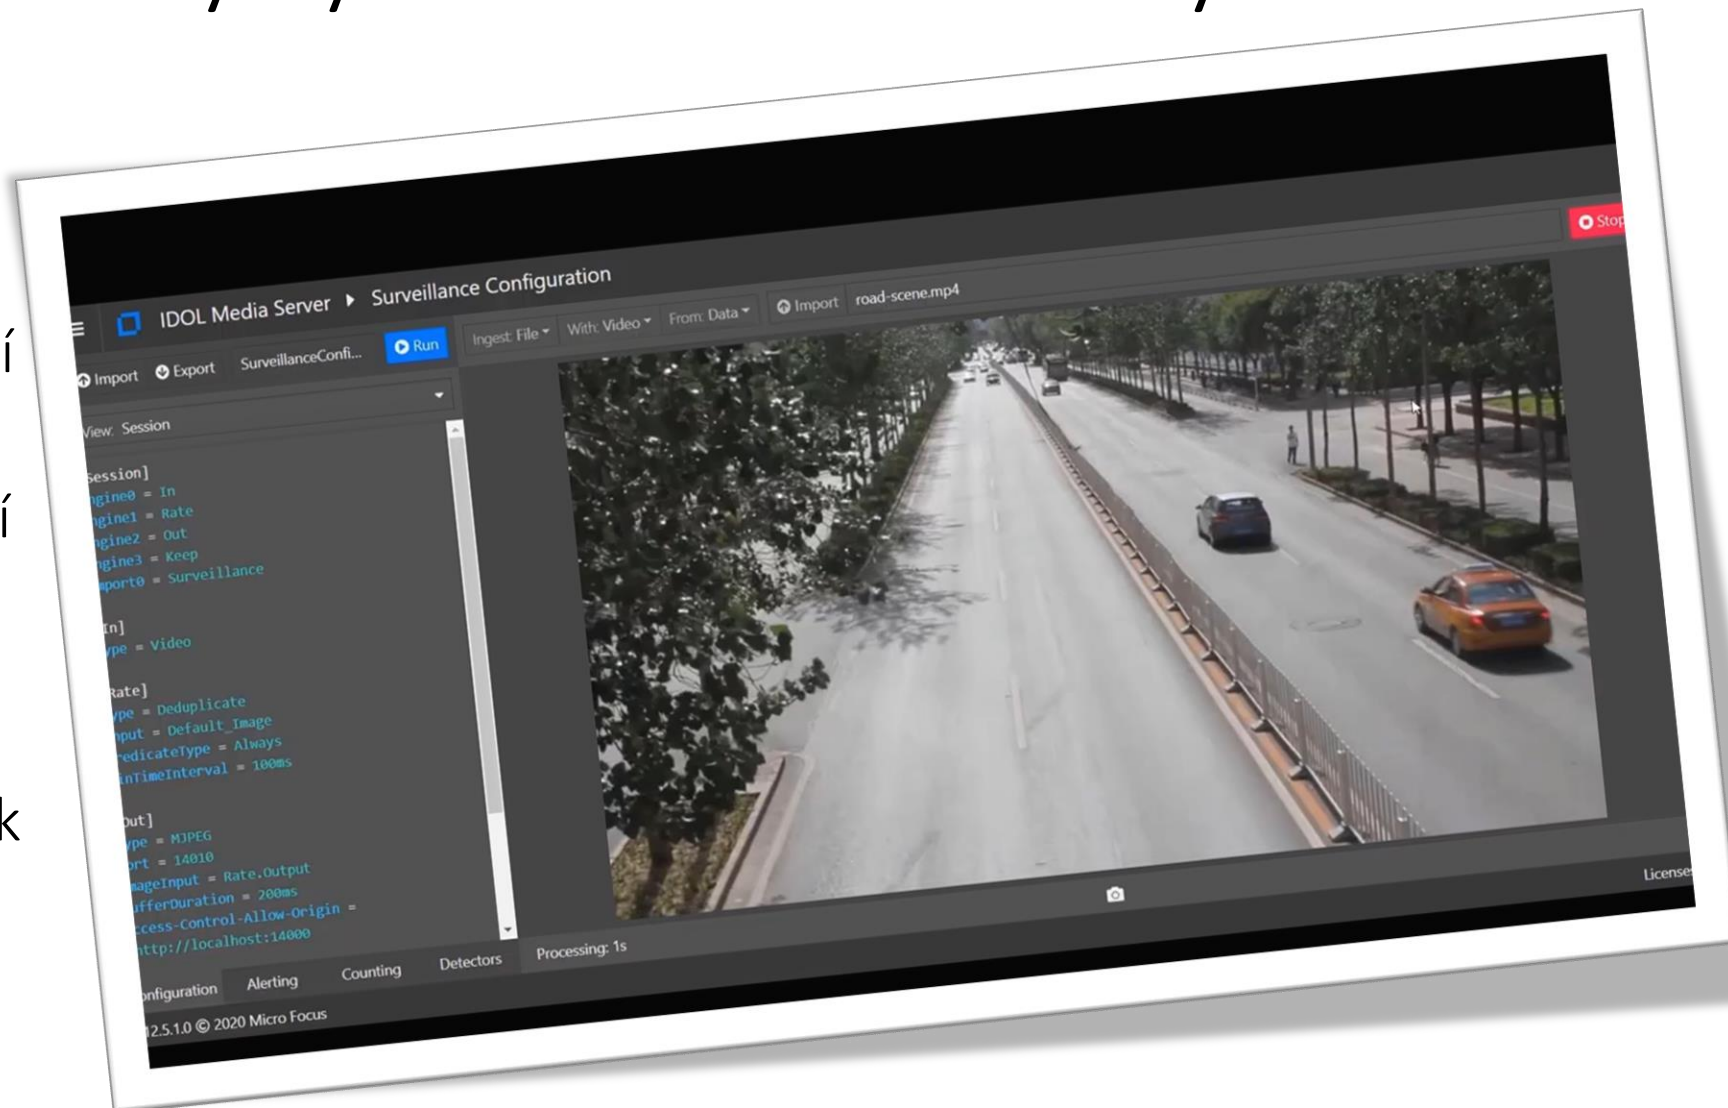 IDOL Media Server ▸ Surveillance Configuration
Import Export SurveillanceConfi... Run
Ingest: File With: Video From: Data Import road-scene.mp4
Stop
View: Session
Session]
ngine0 = In
ngine1 = Rate
ngine2 = Out
ngine3 = Keep
mport0 = Surveillance
In]
ype = Video
Rate]
ype = Deduplicate
nput = Default_Image
redicateType = Always
inTimeInterval = 100ms
Out]
ype = MJPEG
ort = 14010
mageInput = Rate.Output
ufferDuration = 200ms
ccess-Control-Allow-Origin =
http://localhost:14000
onfiguration Alerting Counting Detectors
Processing: 1s
License
12.5.1.0 © 2020 Micro Focus
í
í
k